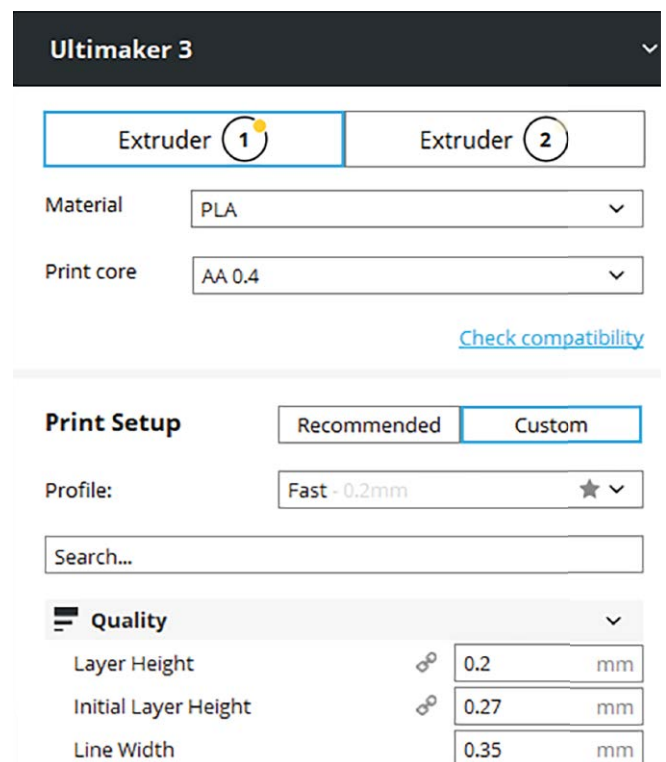 Ultimaker 3
Extruder 1 Extruder 2
Material PLA
Print core AA 0.4
Check compatibility
Print Setup Recommended Custom
Profile: Fast - 0.2mm
Search...
Quality
Layer Height 0.2 mm
Initial Layer Height 0.27 mm
Line Width 0.35 mm